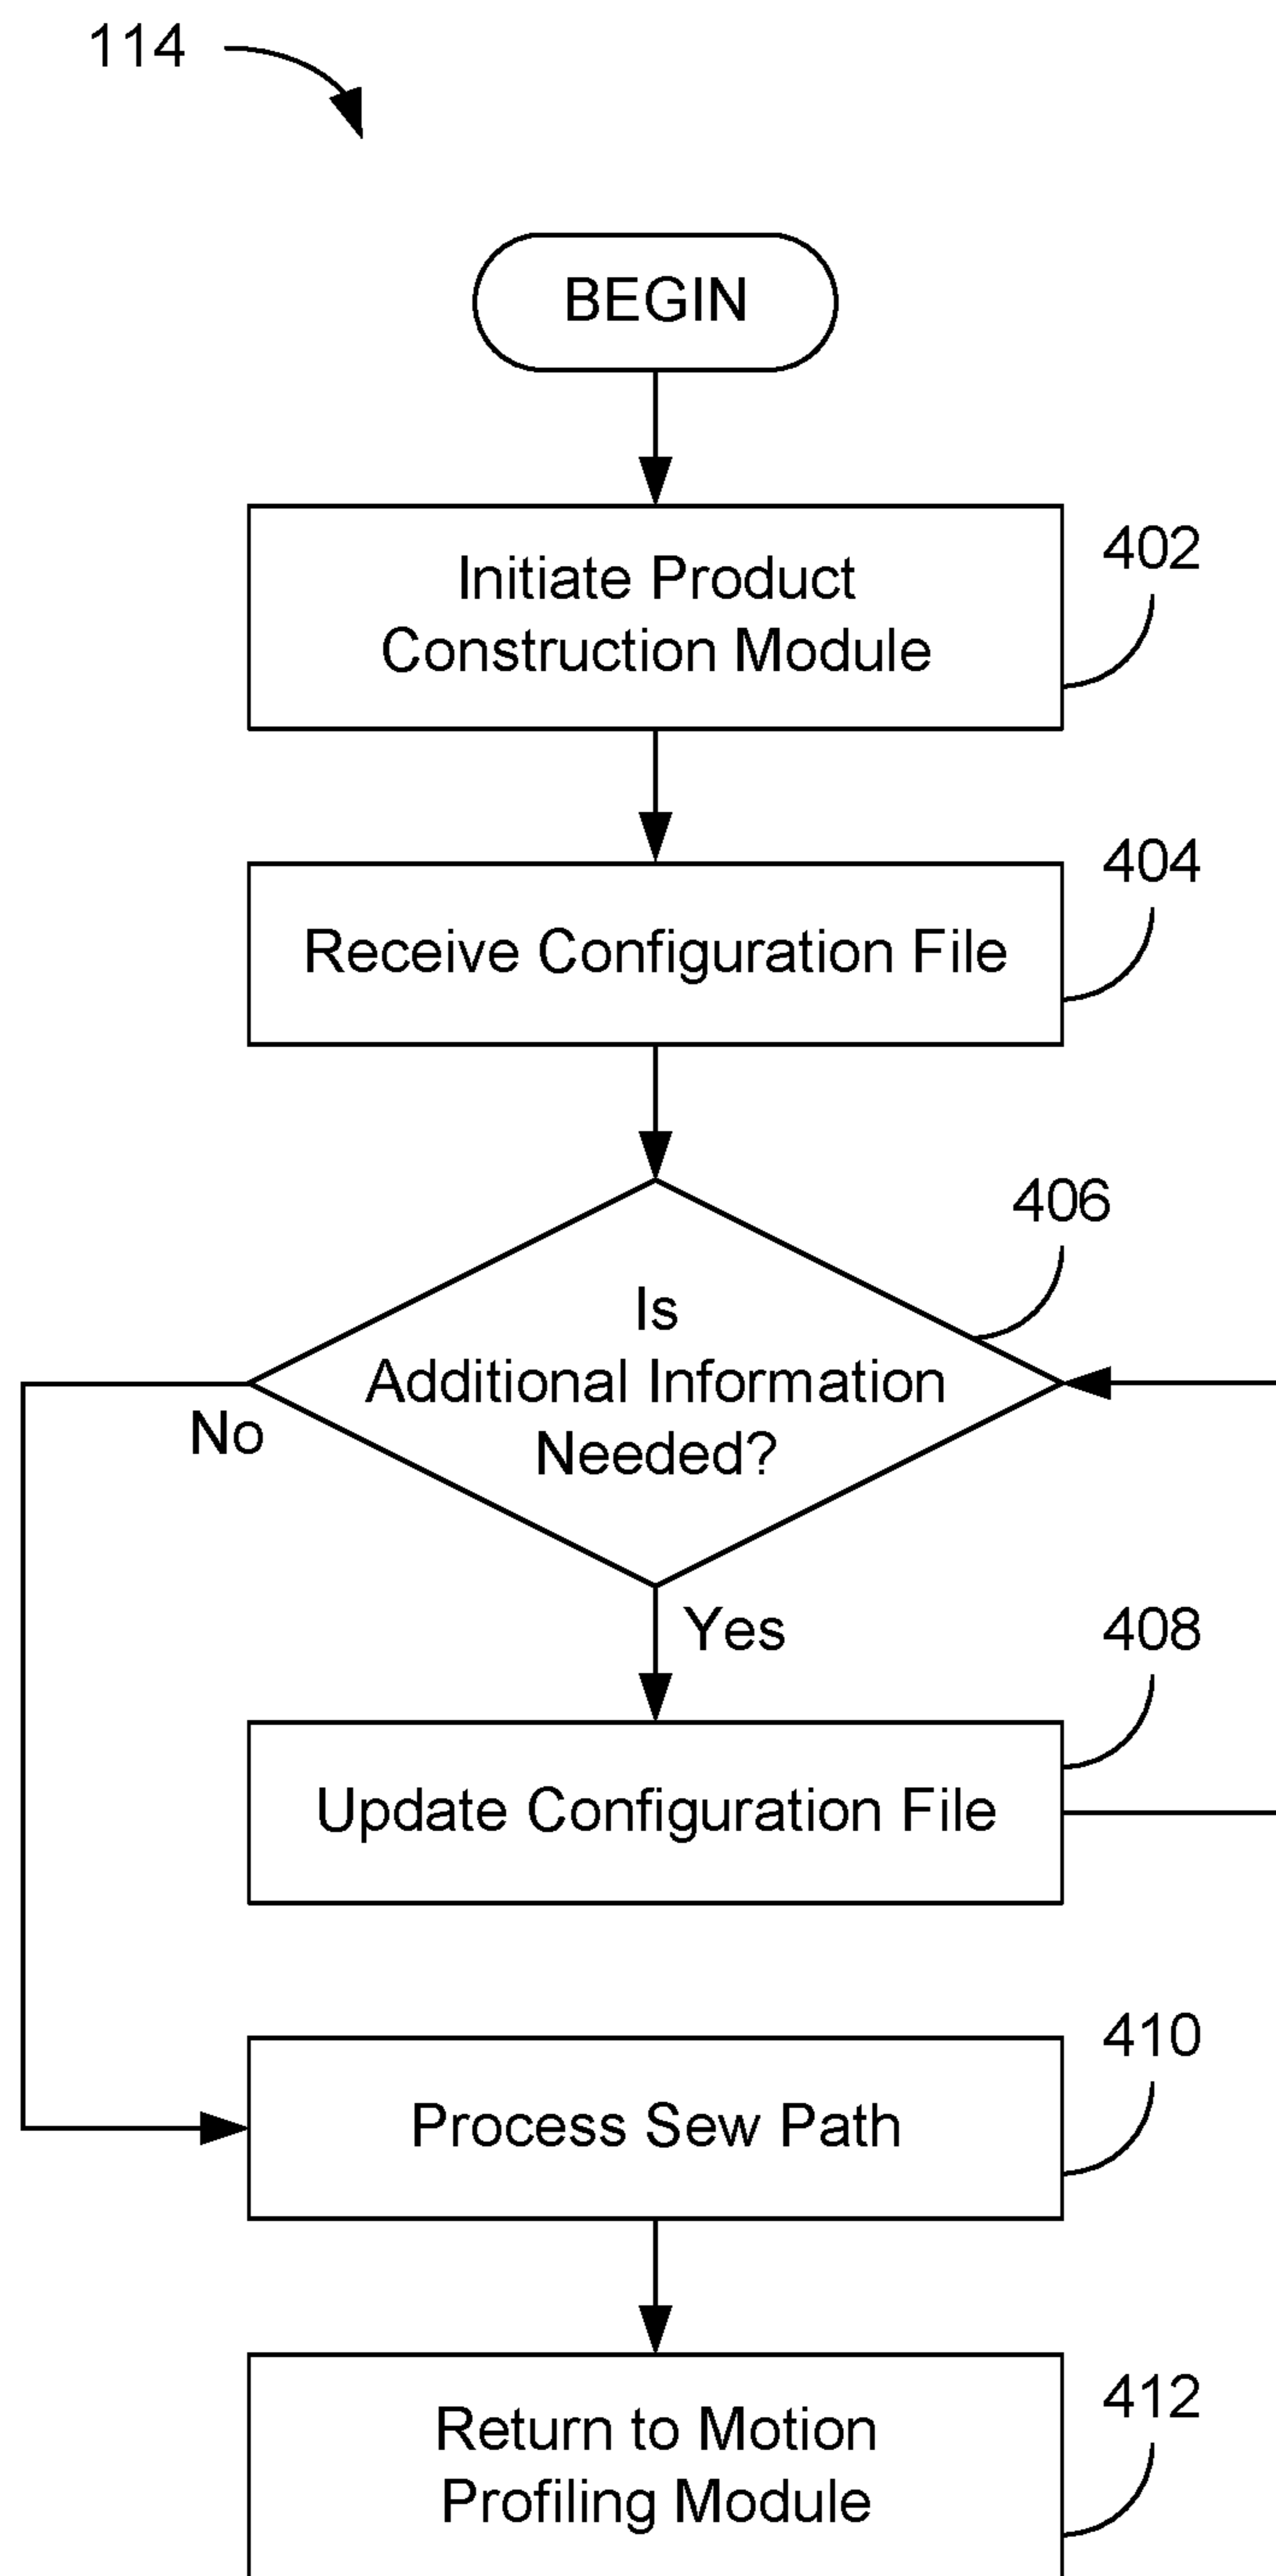 114
BEGIN
Initiate Product
Construction Module
402
Receive Configuration File
404
Is
Additional Information
Needed?
406
No
Yes
Update Configuration File
408
Process Sew Path
410
Return to Motion
Profiling Module
412